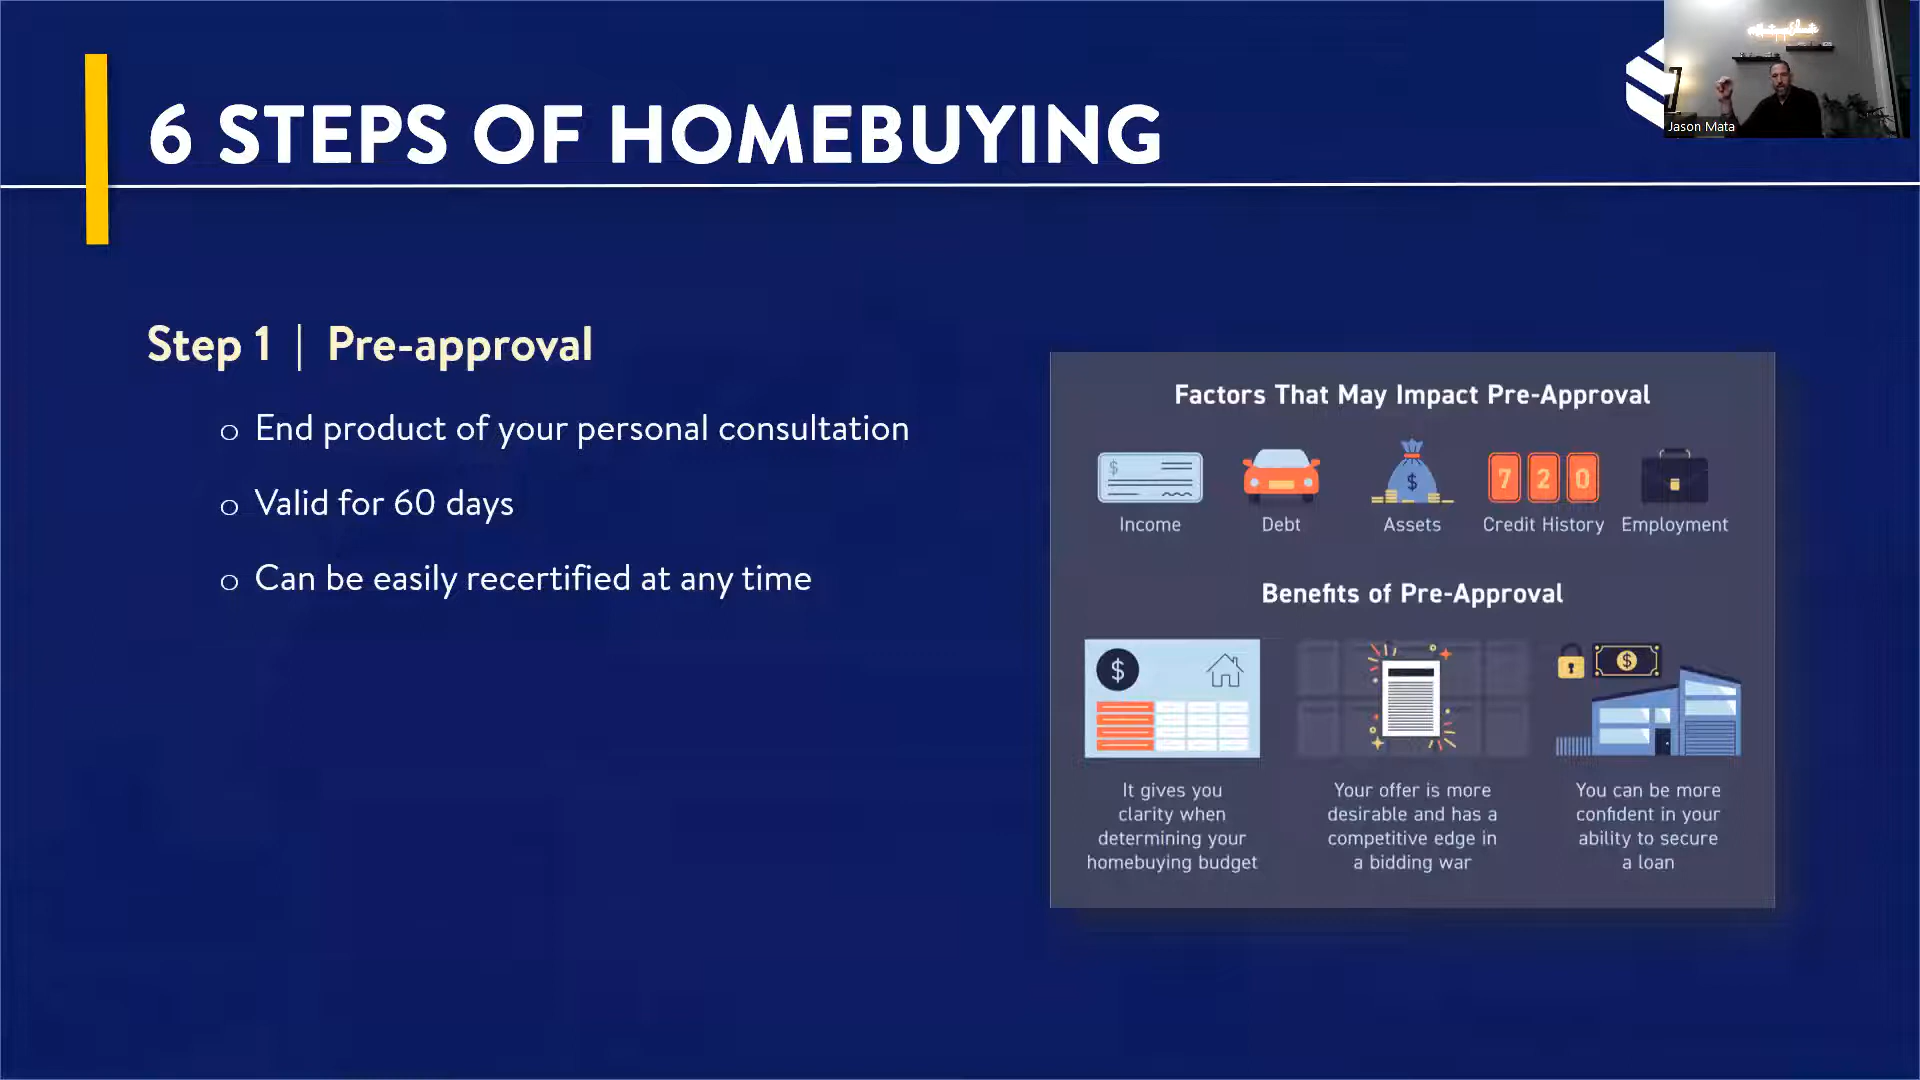 6 STEPS OF HOMEBUYING
Jason Mata
Step 1 | Pre-approval
o End product of your personal consultation
o Valid for 60 days
o Can be easily recertified at any time
Factors That May Impact Pre-Approval
$
$
7 2 0
Income
Debt
Assets
Credit History
Employment
Benefits of Pre-Approval
$
$
It gives you
clarity when
determining your
homebuying budget
Your offer is more
desirable and has a
competitive edge in
a bidding war
You can be more
confident in your
ability to secure
a loan